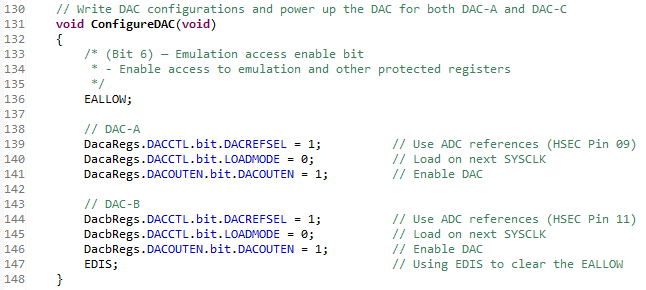 130 // Write DAC configurations and power up the DAC for both DAC-A and DAC-C
131 void ConfigureDAC(void)
132 {
133 /* (Bit 6) – Emulation access enable bit
134 * - Enable access to emulation and other protected registers
135 */
136 EALLOW;
137
138 // DAC-A
139 DacaRegs.DACCTL.bit.DACREFSEL = 1; // Use ADC references (HSEC Pin 09)
140 DacaRegs.DACCTL.bit.LOADMODE = 0; // Load on next SYSCLK
141 DacaRegs.DACOUTEN.bit.DACOUTEN = 1; // Enable DAC
142
143 // DAC-B
144 DacbRegs.DACCTL.bit.DACREFSEL = 1; // Use ADC references (HSEC Pin 11)
145 DacbRegs.DACCTL.bit.LOADMODE = 0; // Load on next SYSCLK
146 DacbRegs.DACOUTEN.bit.DACOUTEN = 1; // Enable DAC
147 EDIS; // Using EDIS to clear the EALLOW
148 }